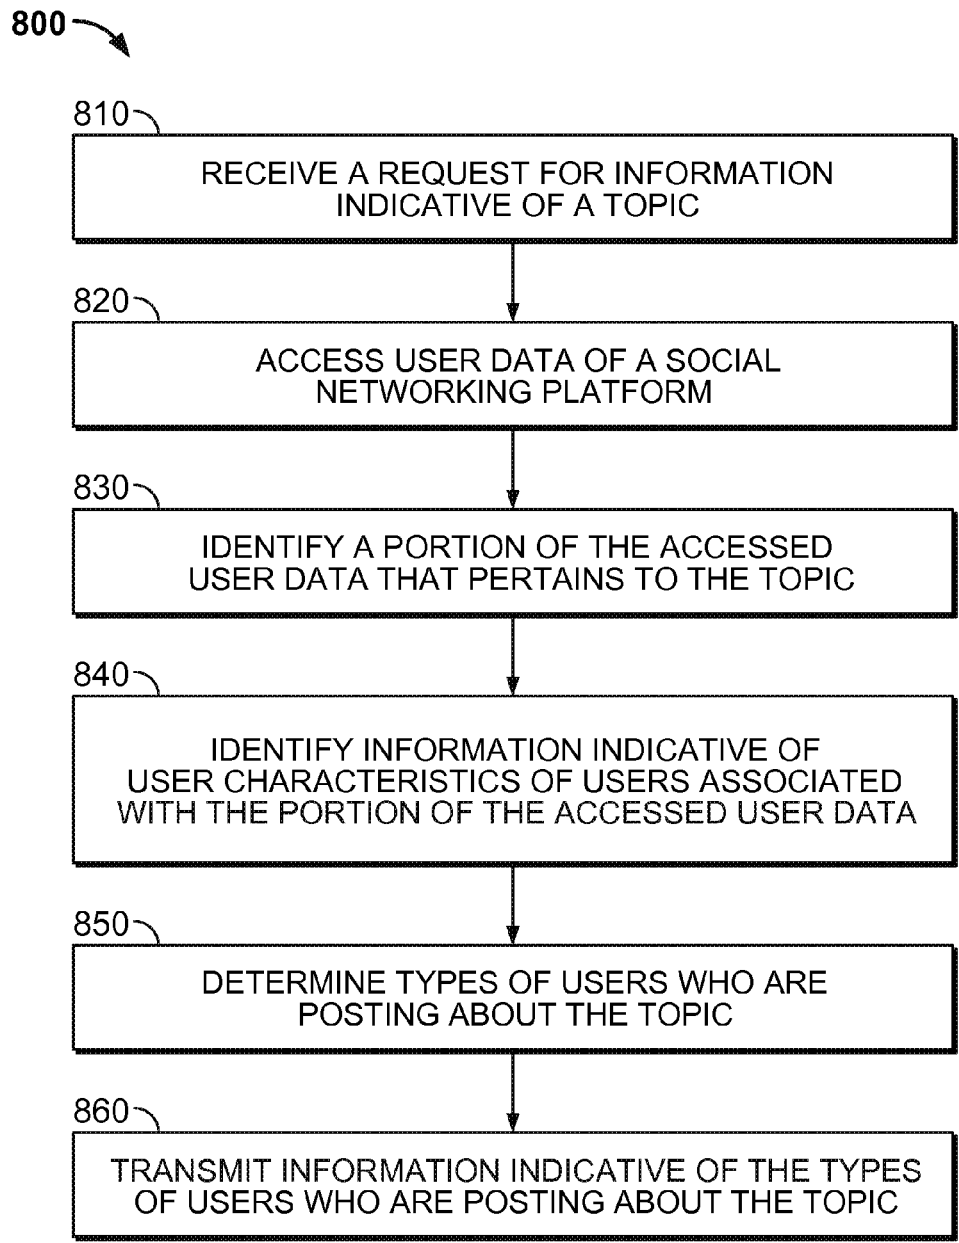 800
810
RECEIVE A REQUEST FOR INFORMATION
INDICATIVE OF A TOPIC
820
ACCESS USER DATA OF A SOCIAL
NETWORKING PLATFORM
830
IDENTIFY A PORTION OF THE ACCESSED
USER DATA THAT PERTAINS TO THE TOPIC
840
IDENTIFY INFORMATION INDICATIVE OF
USER CHARACTERISTICS OF USERS ASSOCIATED
WITH THE PORTION OF THE ACCESSED USER DATA
850
DETERMINE TYPES OF USERS WHO ARE
POSTING ABOUT THE TOPIC
860
TRANSMIT INFORMATION INDICATIVE OF THE TYPES
OF USERS WHO ARE POSTING ABOUT THE TOPIC